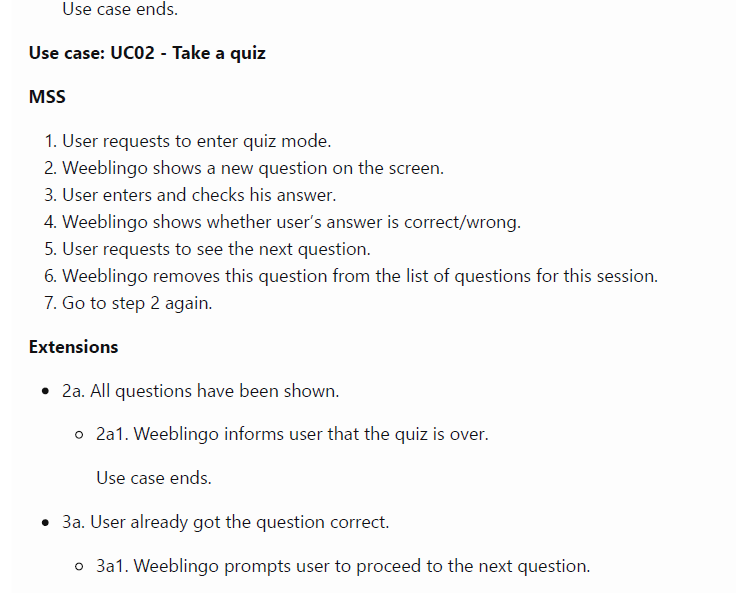 Use case ends.
Use case: UC02 - Take a quiz
MSS
1. User requests to enter quiz mode.
2. Weeblingo shows a new question on the screen.
3. User enters and checks his answer.
4. Weeblingo shows whether user’s answer is correct/wrong.
5. User requests to see the next question.
6. Weeblingo removes this question from the list of questions for this session.
7. Go to step 2 again.
Extensions
• 2a. All questions have been shown.
◦ 2a1. Weeblingo informs user that the quiz is over.
Use case ends.
• 3a. User already got the question correct.
◦ 3a1. Weeblingo prompts user to proceed to the next question.